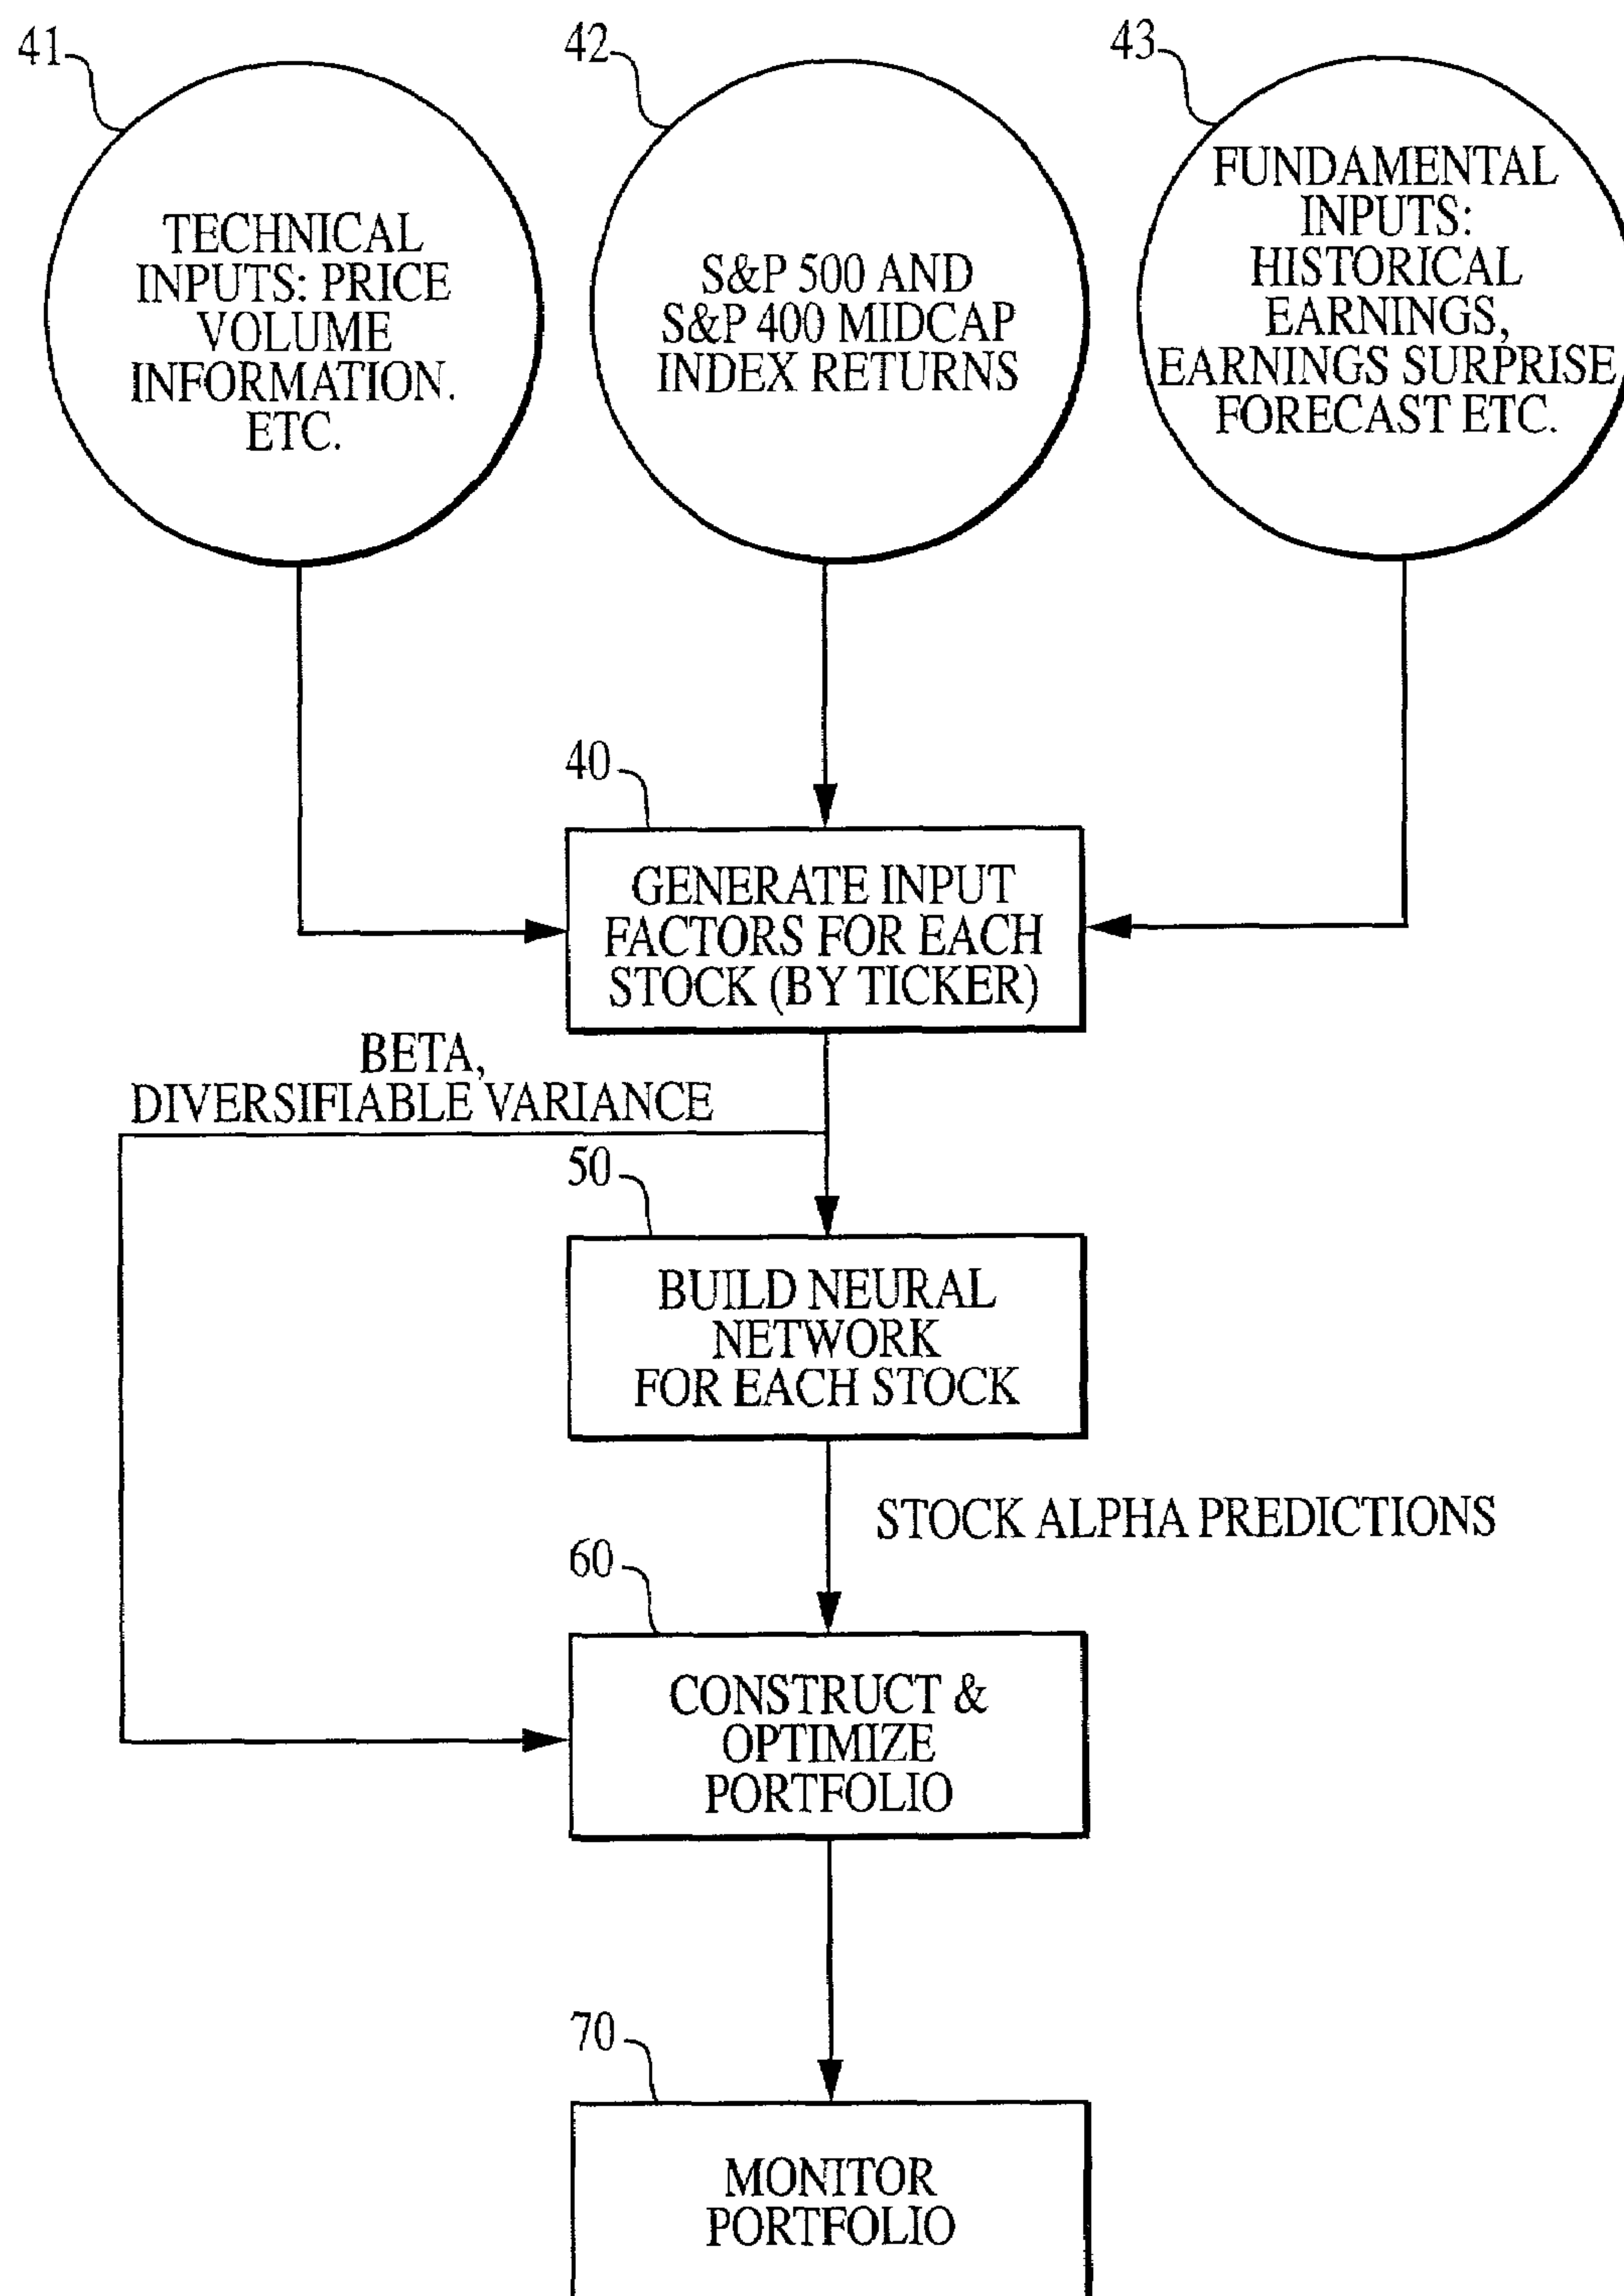 41
42
43
TECHNICAL
INPUTS: PRICE
VOLUME
INFORMATION.
ETC.
S&P 500 AND
S&P 400 MIDCAP
INDEX RETURNS
FUNDAMENTAL
INPUTS:
HISTORICAL
EARNINGS,
EARNINGS SURPRISE
FORECAST ETC.
40
GENERATE INPUT
FACTORS FOR EACH
STOCK (BY TICKER)
BETA,
DIVERSIFIABLE VARIANCE
50
BUILD NEURAL
NETWORK
FOR EACH STOCK
STOCK ALPHA PREDICTIONS
60
CONSTRUCT &
OPTIMIZE
PORTFOLIO
70
MONITOR
PORTFOLIO